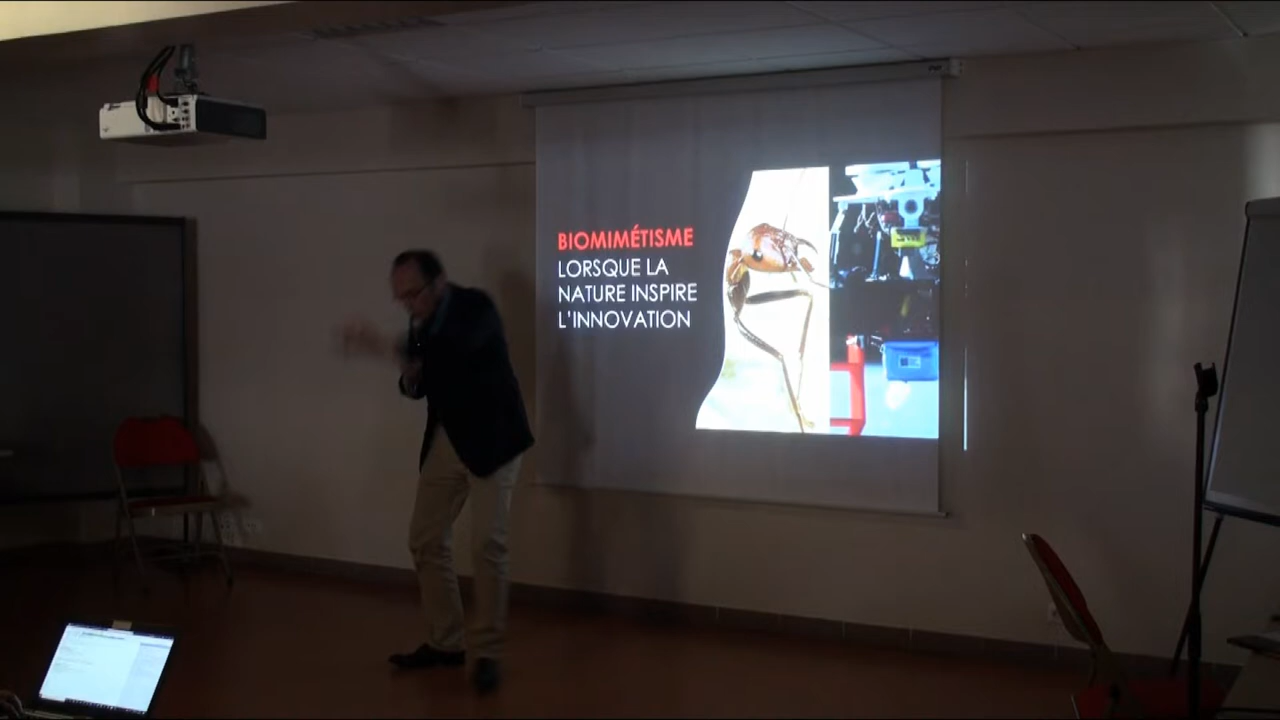 BIOMIMÉTISME
LORSQUE LA
NATURE INSPIRE
L'INNOVATION